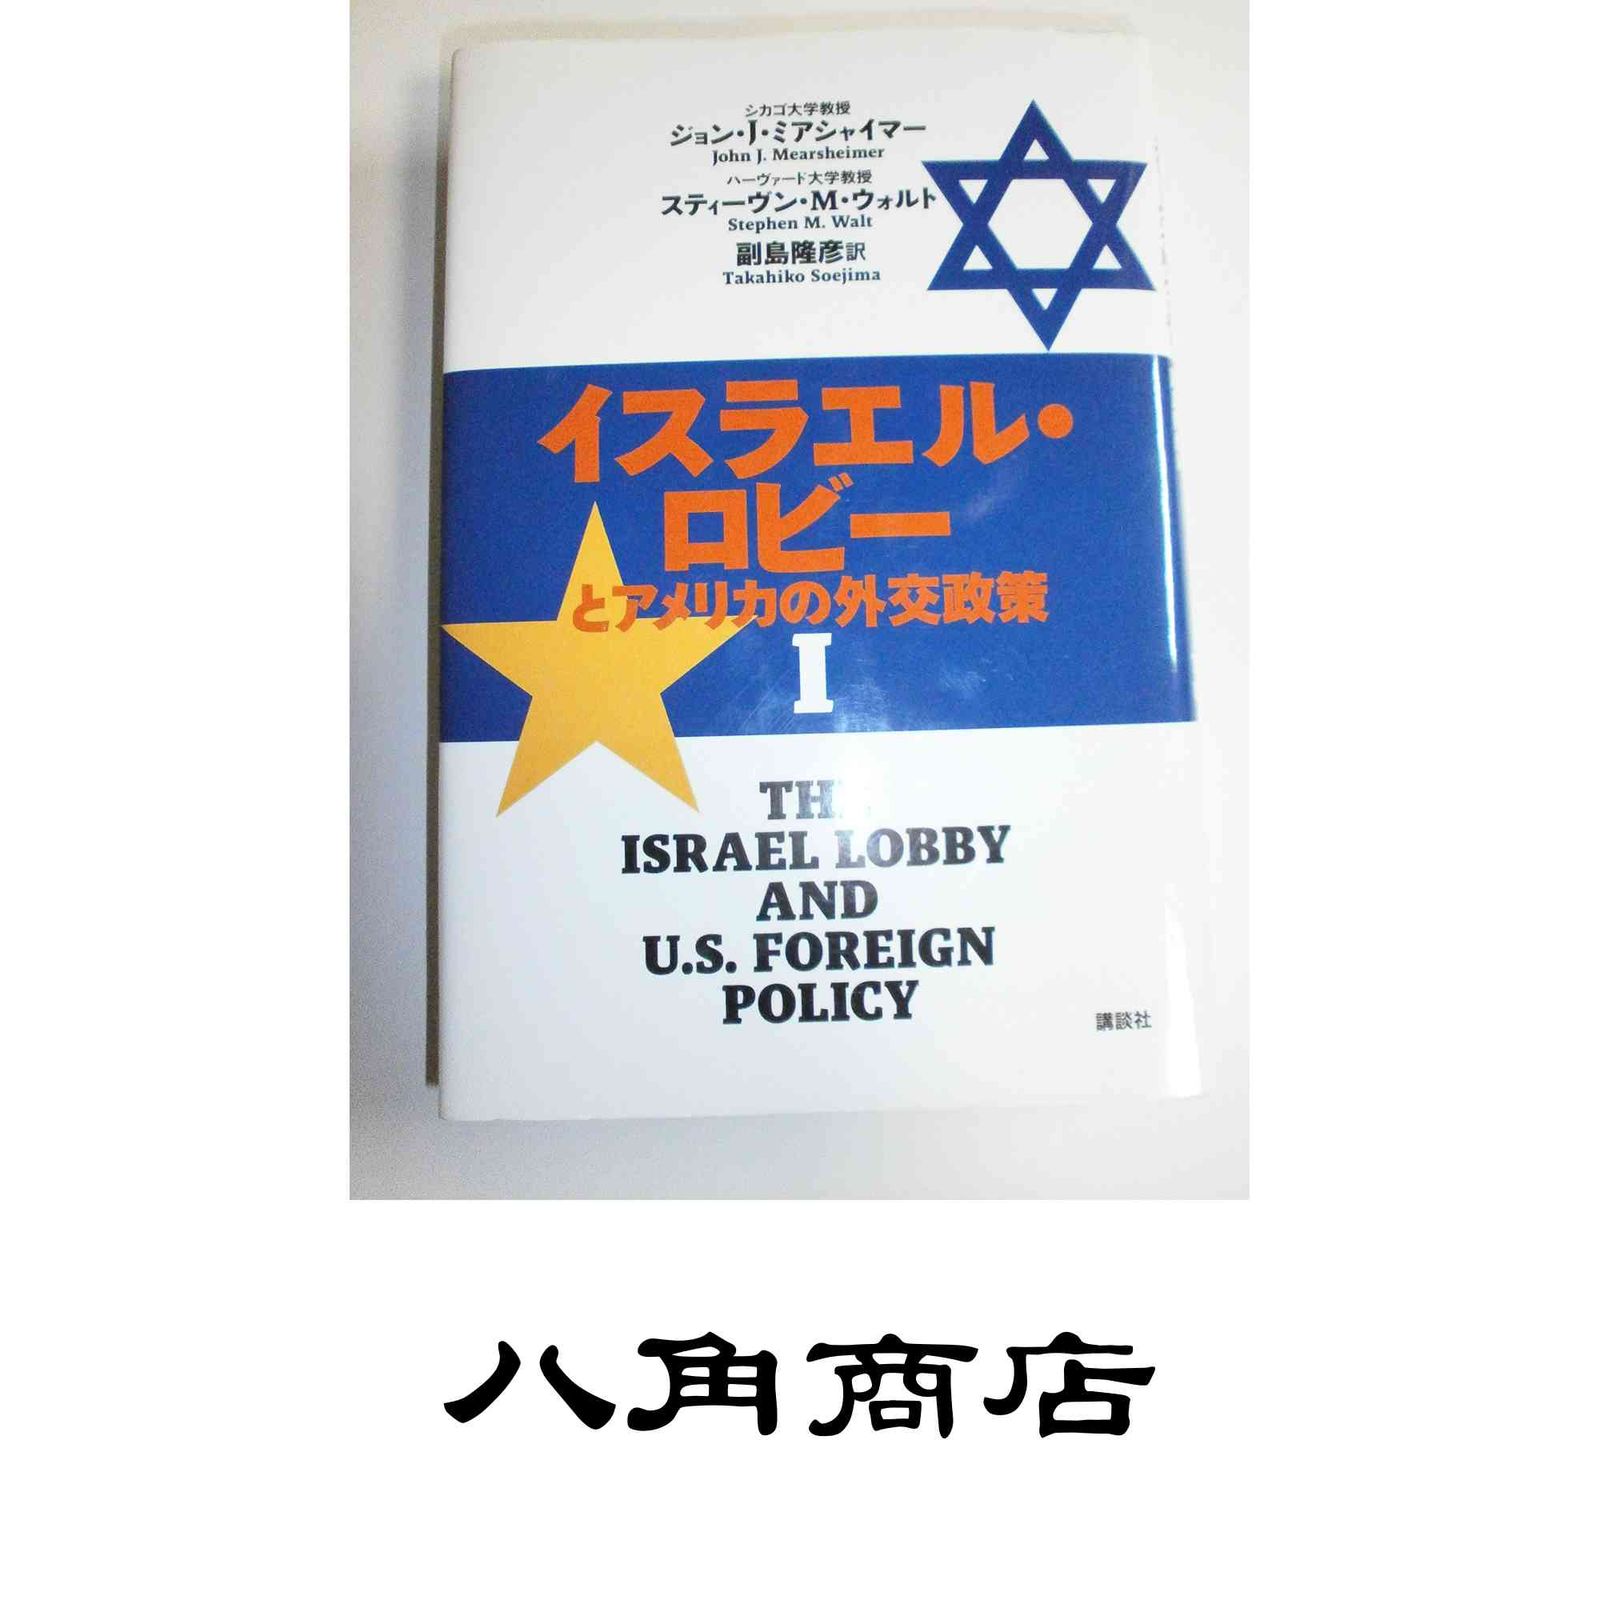 シカゴ大学教授
ジョン・J・ミアシャイマー
John J. Mearsheimer
ハーヴァード大学教授
スティーヴン・M・ウォルト
Stephen M. Walt
副島隆彦訳
Takahiko Soejima
イスラエル・
ロビー
とアメリカの外交政策
I
THE
ISRAEL LOBBY
AND
U.S. FOREIGN
POLICY
講談社
八角商店